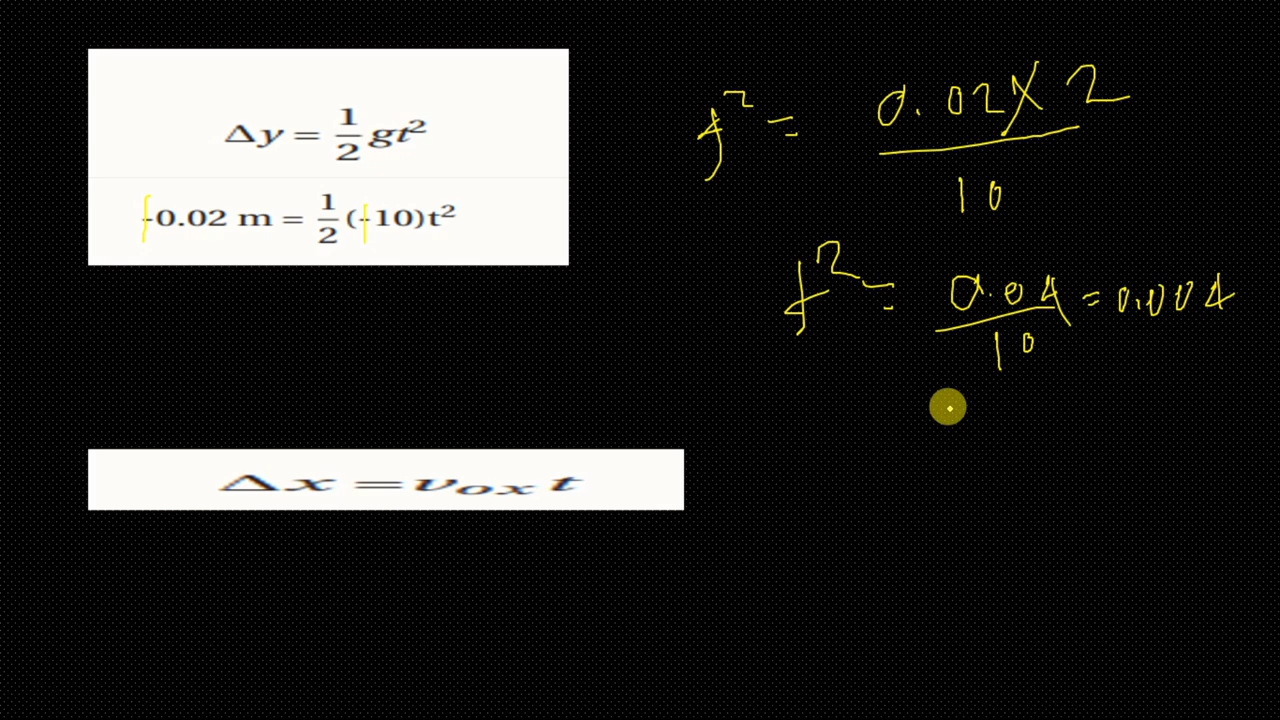 Δy = 1/2 gt²
-0.02 m = 1/2 (-10)t²
Δx = v₀ₓ t
t² = 0.02 × 2 / 10
t² = 0.04 / 10 = 0.004